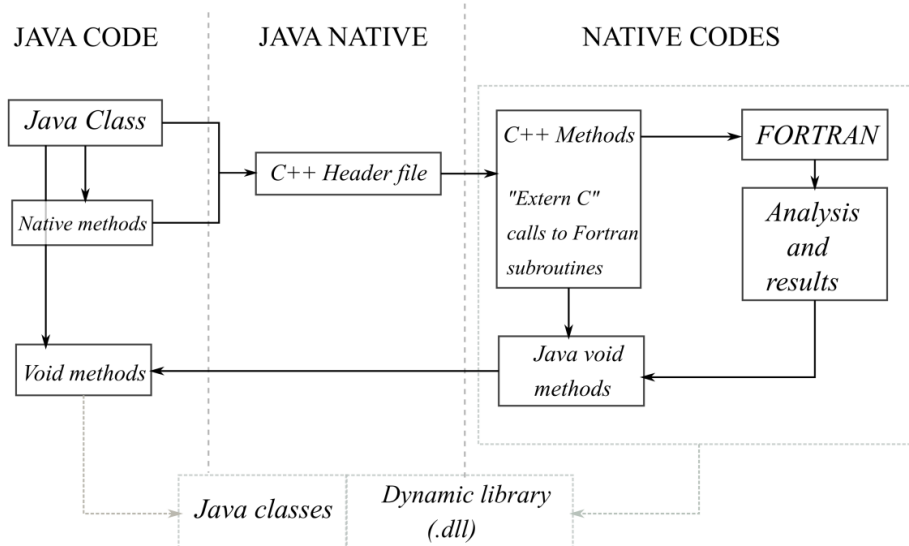 JAVA CODE
JAVA NATIVE
NATIVE CODES
Java Class
Native methods
Void methods
C++ Header file
C++ Methods
"Extern C"
calls to Fortran
subroutines
FORTRAN
Analysis
and
results
Java void
methods
Java classes
Dynamic library
(.dll)